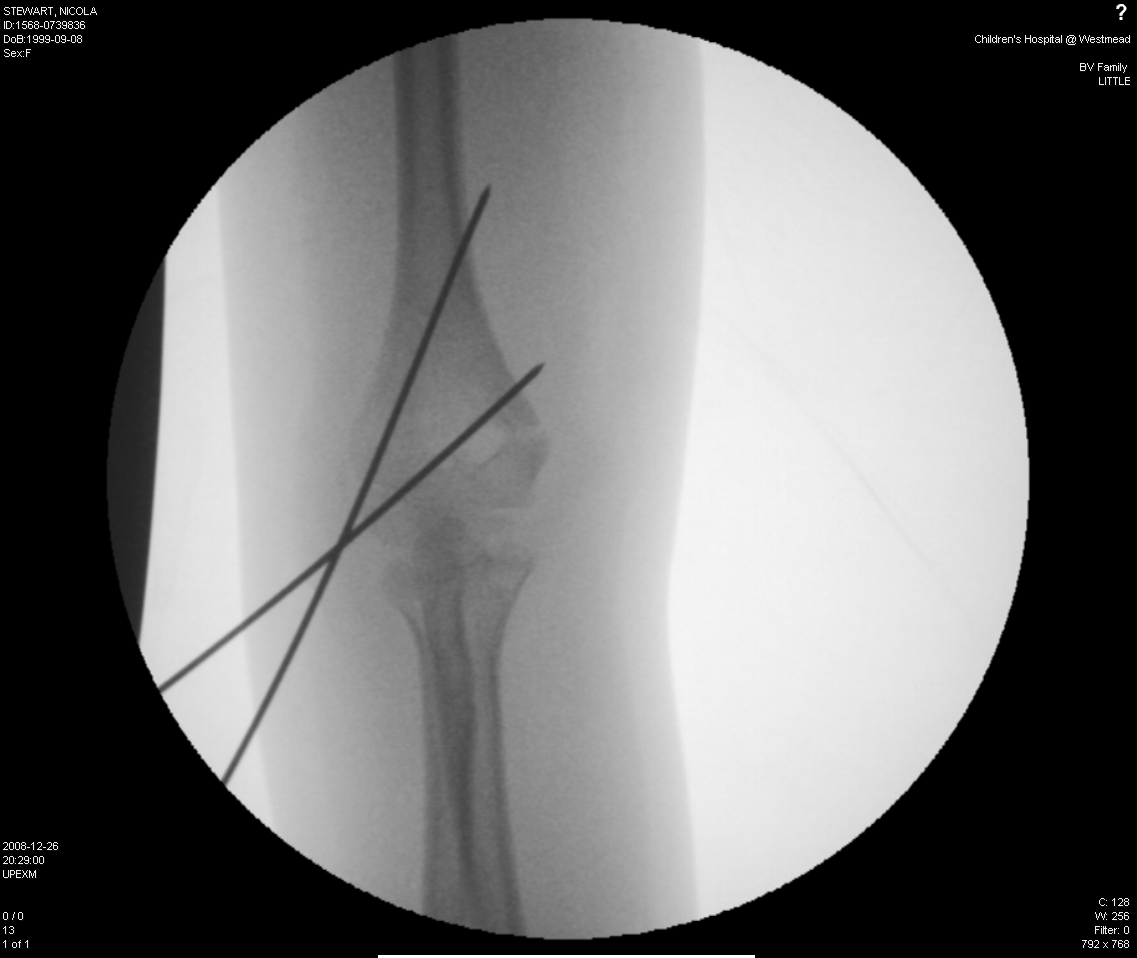 STEWART, NICOLA
ID:1568-0739836
DoB:1999-09-08
Sex:F
?
Children's Hospital @ Westmead
BV Family
LITTLE
2008-12-26
20:29:00
UPEXM
0 / 0
13
1 of 1
C: 128
W: 256
Filter: 0
792 x 768